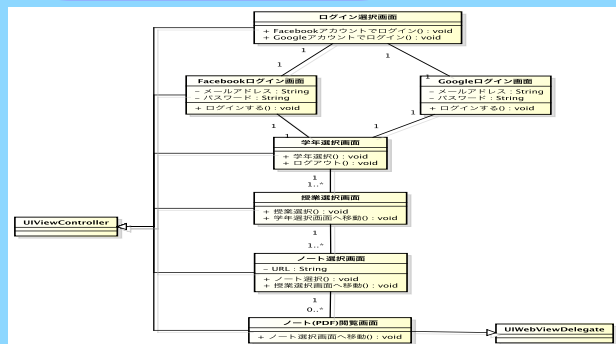 ログイン選択画面
+ Facebookアカウントでログイン() : void
+ Googleアカウントでログイン() : void
1
1
1
1
Facebookログイン画面
− メールアドレス : String
− パスワード : String
+ ログインする() : void
Googleログイン画面
− メールアドレス : String
− パスワード : String
+ ログインする() : void
1
1
1
1
学年選択画面
+ 学年選択() : void
+ ログアウト() : void
1
1..*
授業選択画面
+ 授業選択() : void
+ 学年選択画面へ移動() : void
UIViewController
1
1..*
ノート選択画面
− URL : String
+ ノート選択() : void
+ 授業選択画面へ移動() : void
1
0..*
ノート(PDF)閲覧画面
+ ノート選択画面へ移動() : void
UIWebViewDelegate